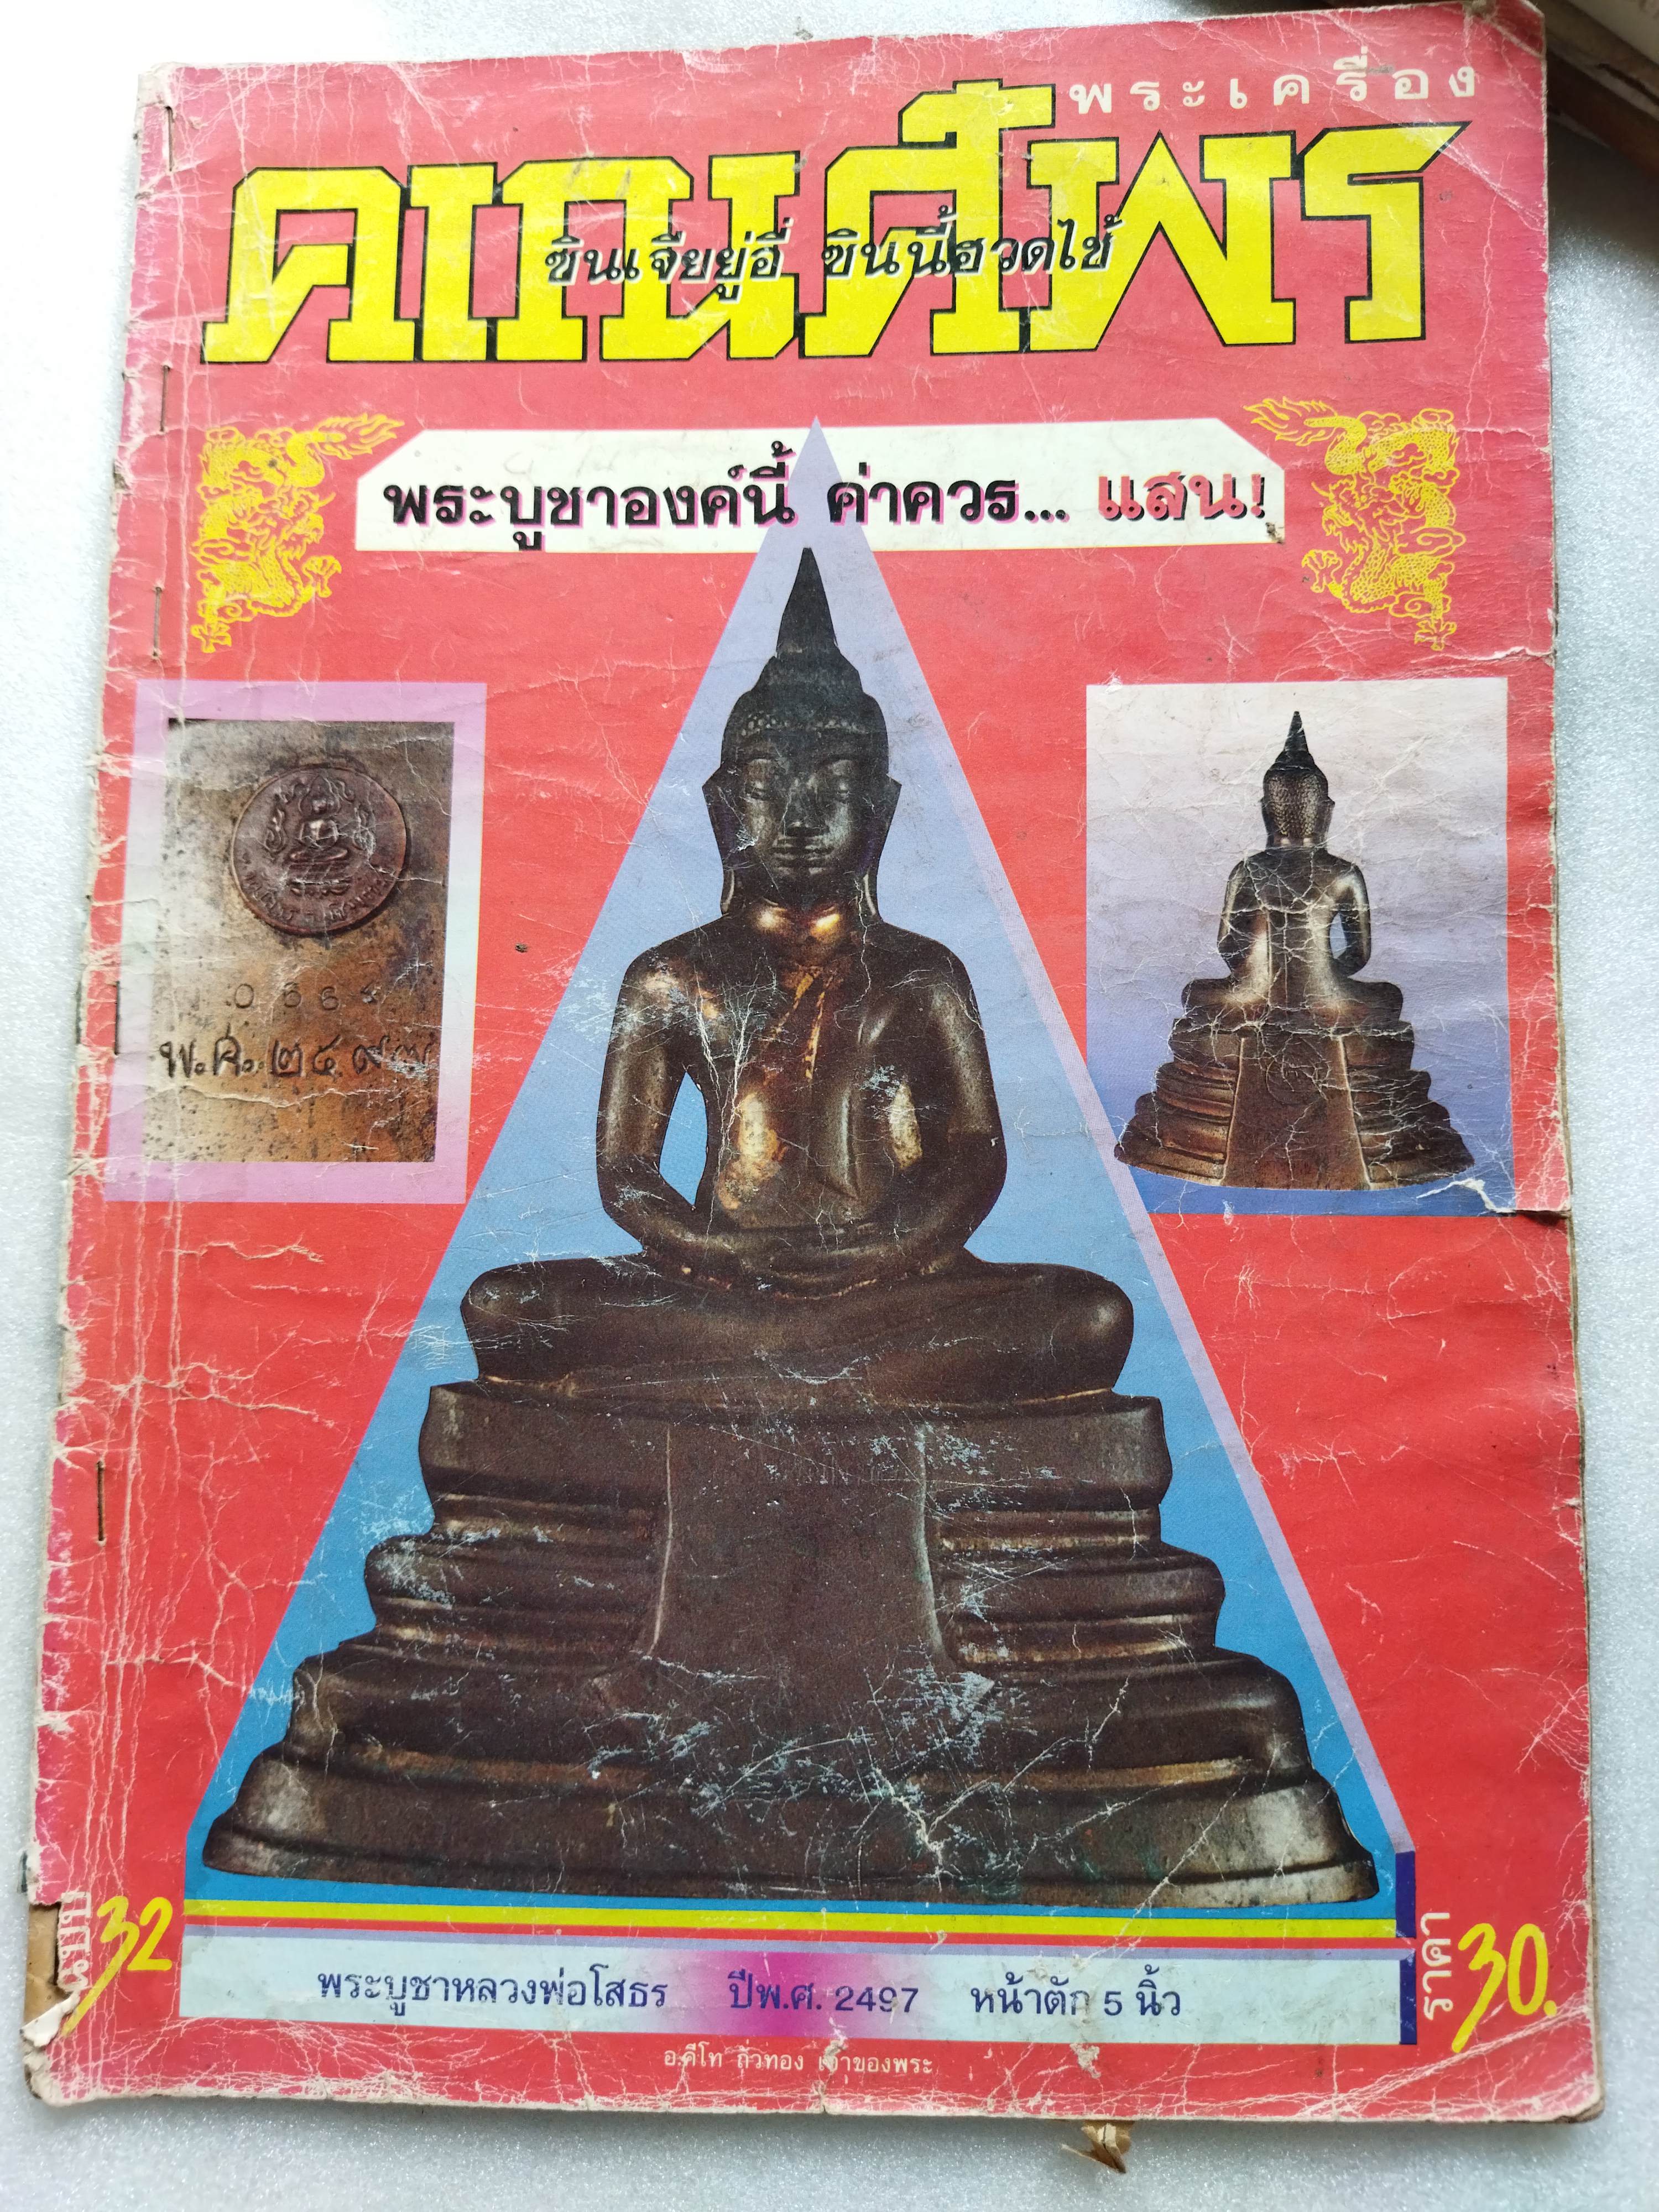 พระเครื่อง
คเณศ์พร
ซินเจียยู่อี่ ซินนี้ฮวดไช้
พระบูชาองค์นี้ ค่าควร... แสน!
พ.ศ. ๒๔๙๗
ฉบับ 32
พระบูชาหลวงพ่อโสธร ปีพ.ศ. 2497 หน้าตัก 5 นิ้ว
ราคา 30.
อ.คีโท ถั่วทอง เจ้าของพระ